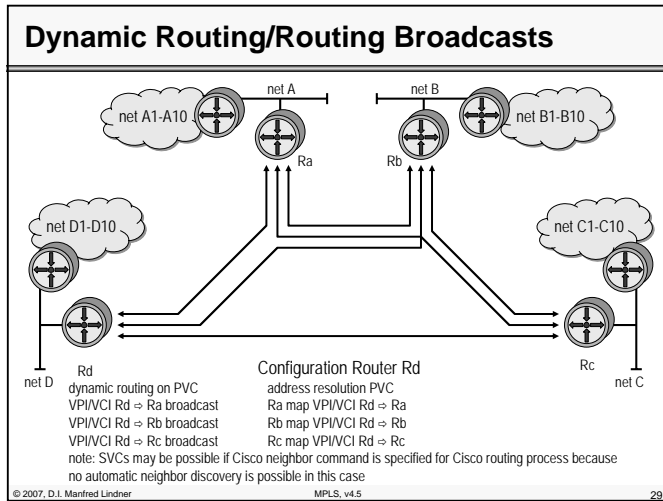 Dynamic Routing/Routing Broadcasts
net A
net B
net A1-A10
net B1-B10
Ra
Rb
net D1-D10
net C1-C10
Rd
Rc
net D
net C
Configuration Router Rd
dynamic routing on PVC
address resolution PVC
VPI/VCI Rd ⇨ Ra broadcast
Ra map VPI/VCI Rd ⇨ Ra
VPI/VCI Rd ⇨ Rb broadcast
Rb map VPI/VCI Rd ⇨ Rb
VPI/VCI Rd ⇨ Rc broadcast
Rc map VPI/VCI Rd ⇨ Rc
note: SVCs may be possible if Cisco neighbor command is specified for Cisco routing process because
no automatic neighbor discovery is possible in this case
© 2007, D.I. Manfred Lindner
MPLS, v4.5
29